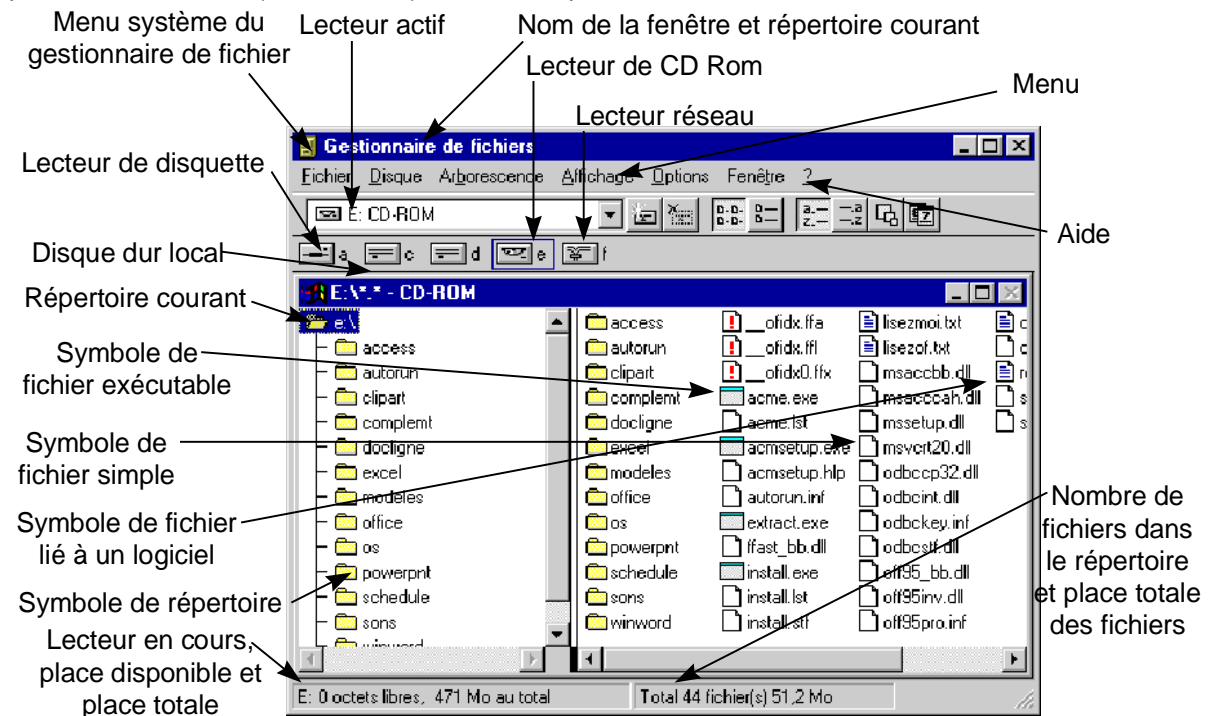 Menu système du
gestionnaire de fichier
Lecteur actif
Nom de la fenêtre et répertoire courant
Lecteur de CD Rom
Menu
Lecteur réseau
Lecteur de disquette
Gestionnaire de fichiers
Fichier Disque Arborescence Affichage Options Fenêtre ?
E: CD-ROM
Aide
a c d e f
Disque dur local
E:\*.* - CD-ROM
Répertoire courant
e:\
access
autorun
clipart
complemt
docligne
excel
modeles
office
os
powerpnt
schedule
sons
winword
access
autorun
clipart
complemt
docligne
excel
modeles
office
os
powerpnt
schedule
sons
winword
__ofidx.ffa
__ofidx.ffl
__ofidx0.ffx
acme.exe
acme.lst
acmsetup.exe
acmsetup.hlp
autorun.inf
extract.exe
ffast_bb.dll
install.exe
install.lst
install.stf
lisezmoi.txt
lisezof.txt
msaccbb.dll
msacccah.dll
mssetup.dll
msvcrt20.dll
odbccp32.dll
odbcint.dll
odbckey.inf
odbcstf.dll
off95_bb.dll
off95inv.dll
off95pro.inf
Symbole de
fichier exécutable
Symbole de
fichier simple
Symbole de fichier
lié à un logiciel
Symbole de répertoire
Lecteur en cours,
place disponible et
place totale
Nombre de
fichiers dans
le répertoire
et place totale
des fichiers
E: 0 octets libres, 471 Mo au total
Total 44 fichier(s) 51,2 Mo